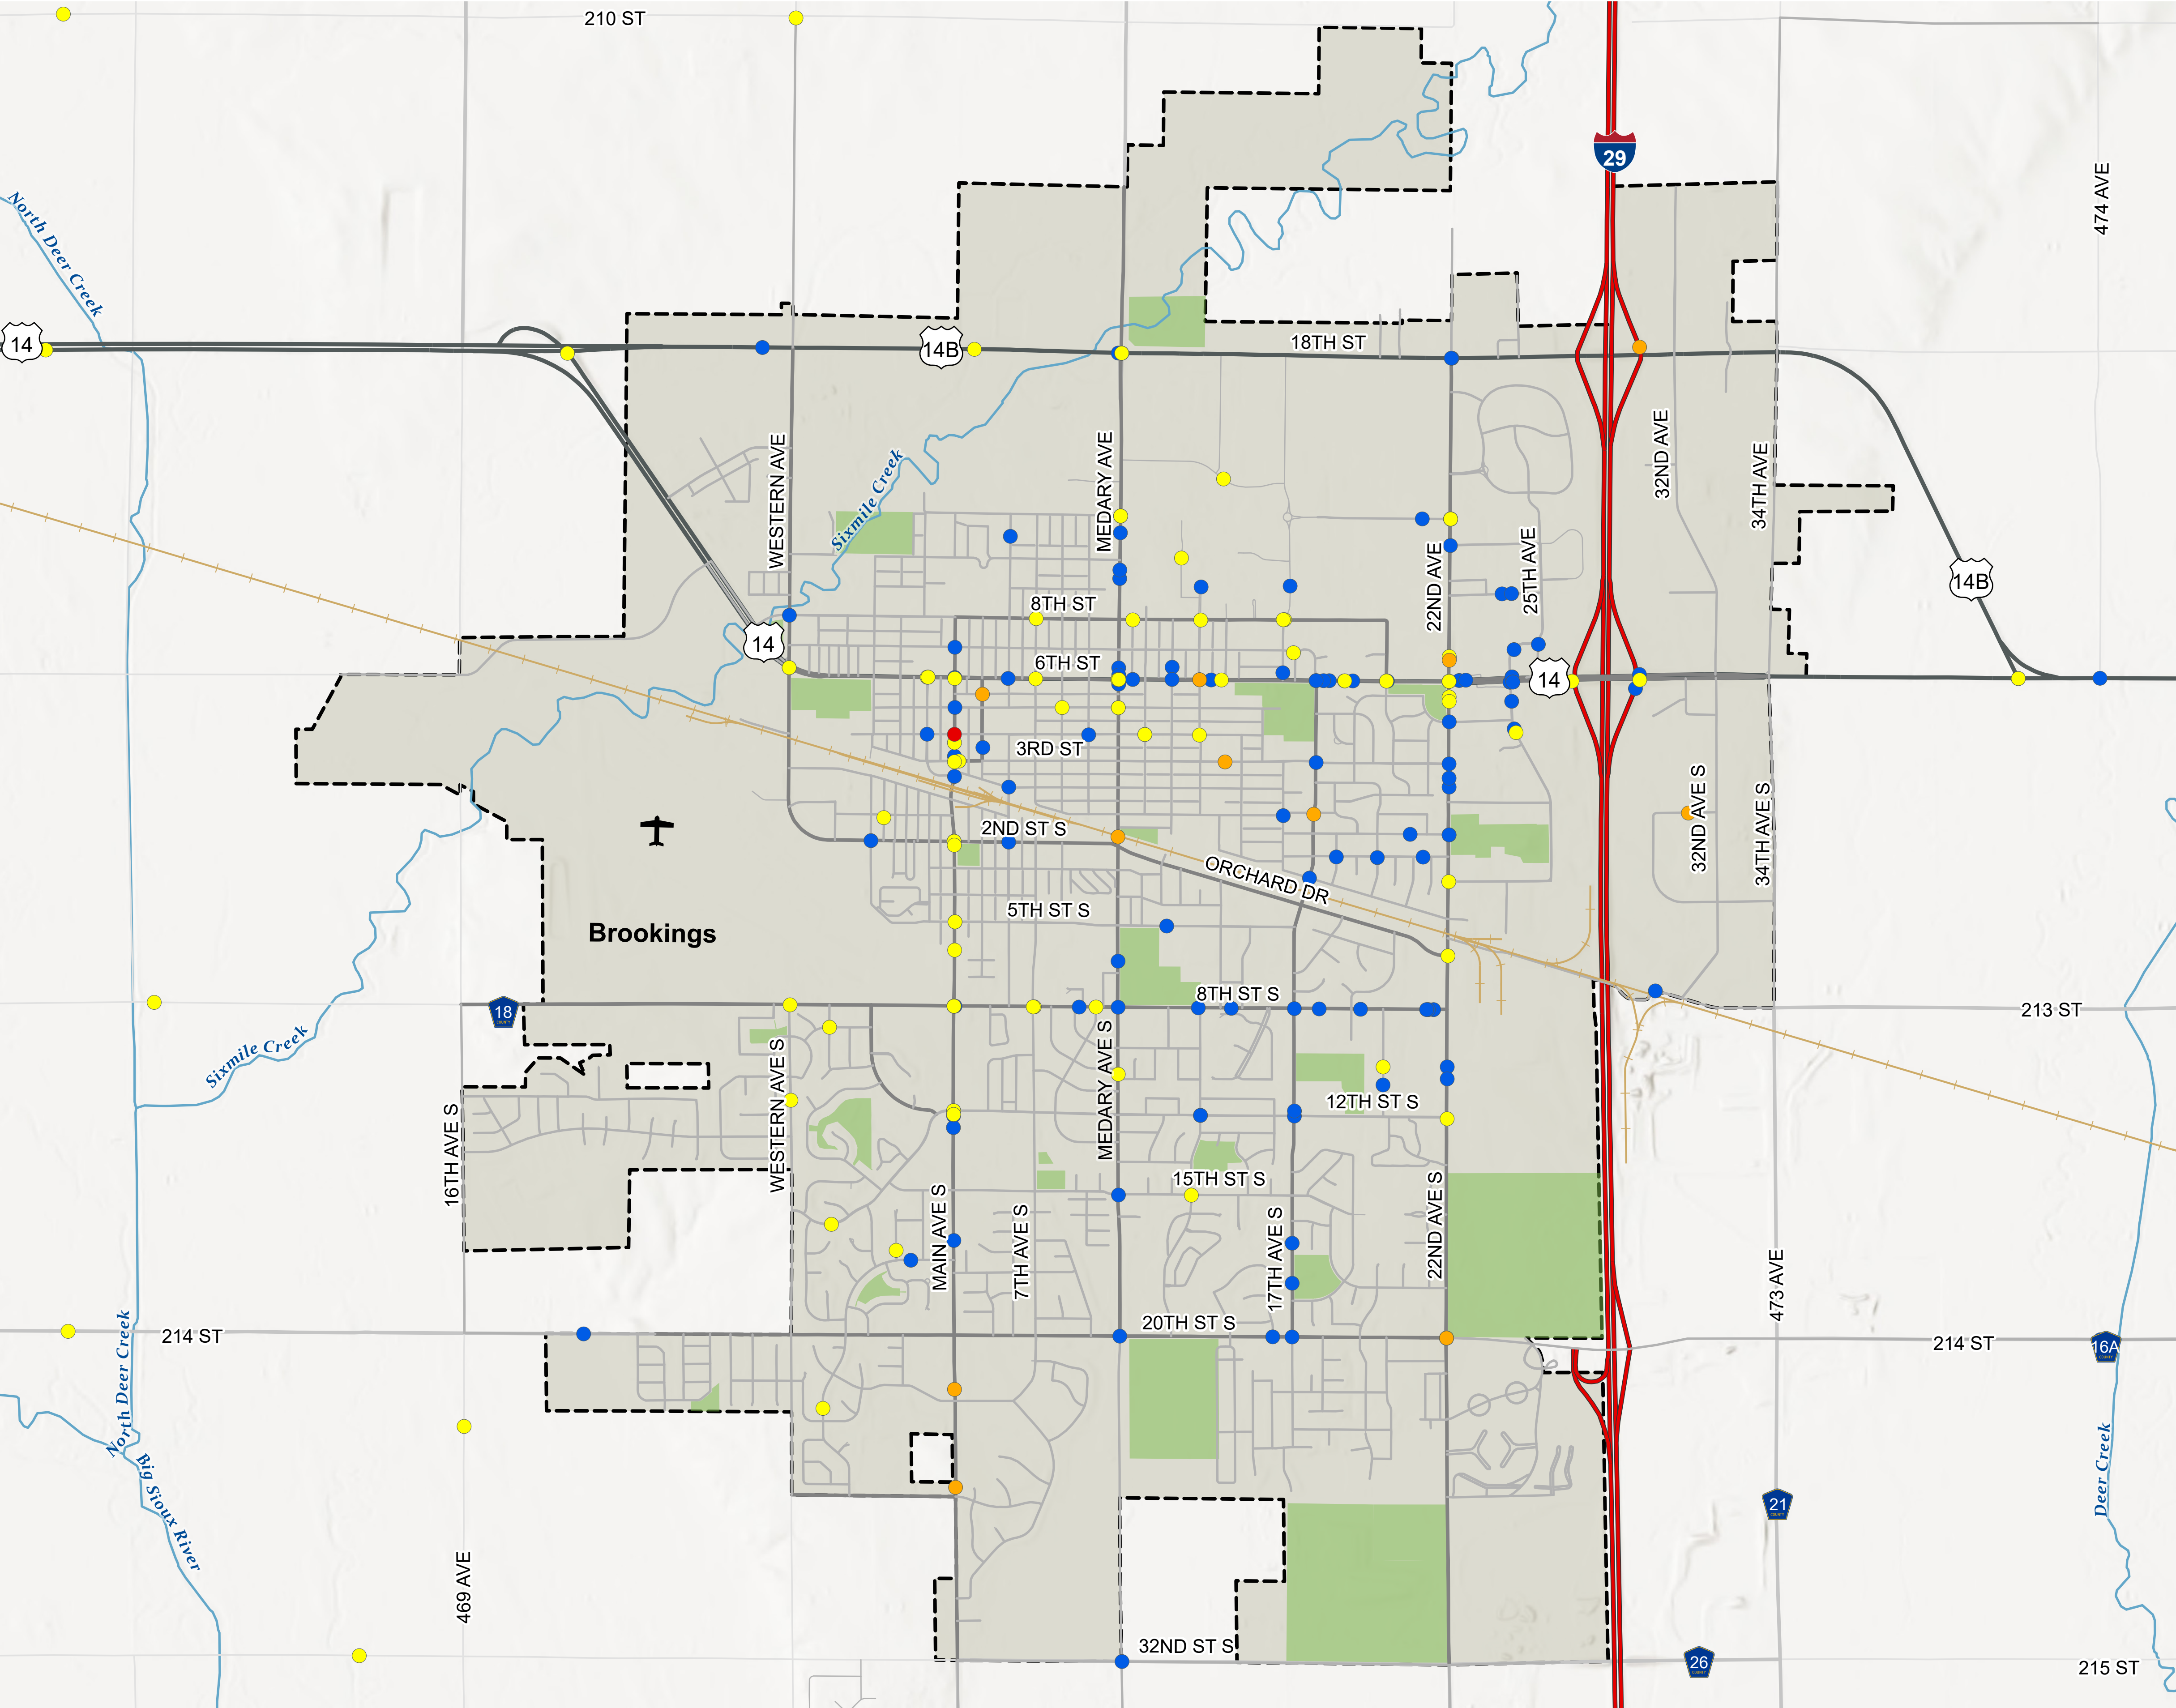 210 ST
29
474 AVE
North Deer Creek
14
14B
18TH ST
WESTERN AVE
Sixmile Creek
MEDARY AVE
32ND AVE
34TH AVE
22ND AVE
25TH AVE
14B
8TH ST
14
6TH ST
14
3RD ST
2ND ST S
32ND AVE S
34TH AVE S
ORCHARD DR
5TH ST S
Brookings
8TH ST S
18
COUNTY
213 ST
Sixmile Creek
WESTERN AVE S
MEDARY AVE S
12TH ST S
16TH AVE S
15TH ST S
MAIN AVE S
7TH AVE S
17TH AVE S
22ND AVE S
473 AVE
20TH ST S
214 ST
214 ST
16A
COUNTY
North Deer Creek
Big Sioux River
Deer Creek
21
COUNTY
469 AVE
32ND ST S
26
COUNTY
215 ST